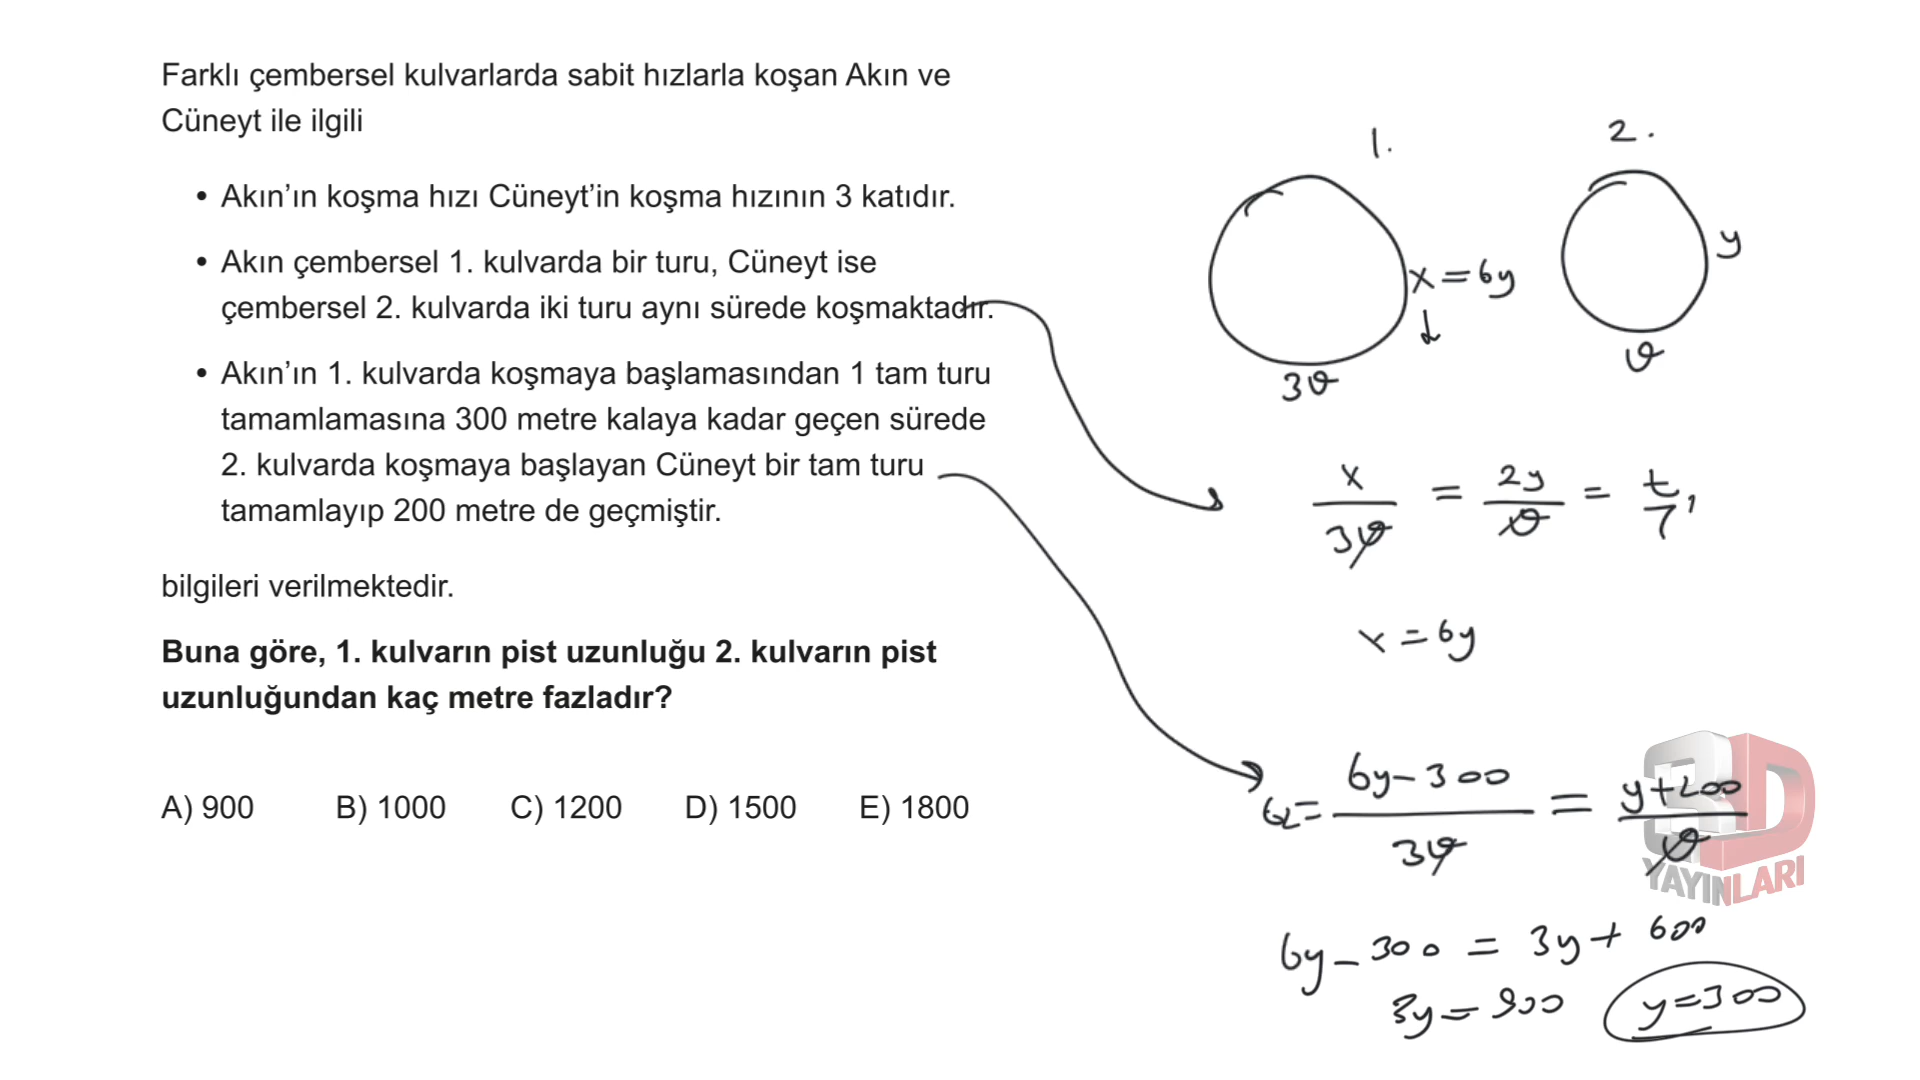 Farklı çembersel kulvarlarda sabit hızlarla koşan Akın ve
Cüneyt ile ilgili
• Akın’ın koşma hızı Cüneyt’in koşma hızının 3 katıdır.
• Akın çembersel 1. kulvarda bir turu, Cüneyt ise
çembersel 2. kulvarda iki turu aynı sürede koşmaktadır.
• Akın’ın 1. kulvarda koşmaya başlamasından 1 tam turu
tamamlamasına 300 metre kalaya kadar geçen sürede
2. kulvarda koşmaya başlayan Cüneyt bir tam turu
tamamlayıp 200 metre de geçmiştir.
bilgileri verilmektedir.
Buna göre, 1. kulvarın pist uzunluğu 2. kulvarın pist
uzunluğundan kaç metre fazladır?
A) 900 B) 1000 C) 1200 D) 1500 E) 1800
1.
2.
x = 6y
y
3v
v
x/3v = 2y/v = t1
x = 6y
t2 = 6y - 300/3v = y + 200/v
6y - 300 = 3y + 600
3y = 900
y = 300
3D
YAYINLARI